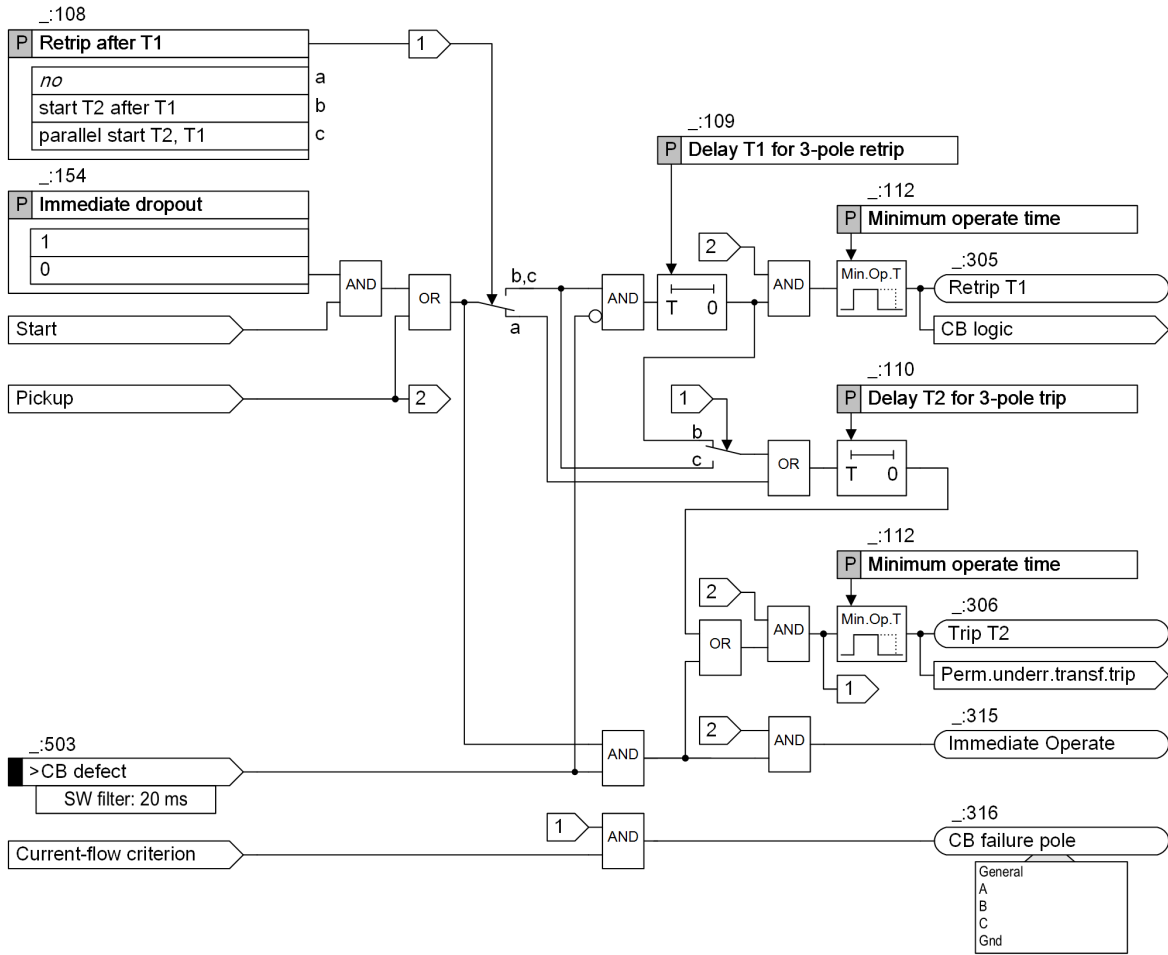 _:108
P Retrip after T1
1
no a
start T2 after T1 b
parallel start T2, T1 c
_:154
P Immediate dropout
1
0
Start
Pickup
2
AND
OR
b,c
a
_:109
P Delay T1 for 3-pole retrip
AND
T 0
2
AND
_:112
P Minimum operate time
Min.Op.T
_:305
Retrip T1
CB logic
1
b
c
OR
_:110
P Delay T2 for 3-pole trip
T 0
_:112
P Minimum operate time
2
OR
AND
Min.Op.T
1
_:306
Trip T2
Perm.underr.transf.trip
_:503
>CB defect
SW filter: 20 ms
AND
2
AND
_:315
Immediate Operate
Current-flow criterion
1
AND
_:316
CB failure pole
General
A
B
C
Gnd